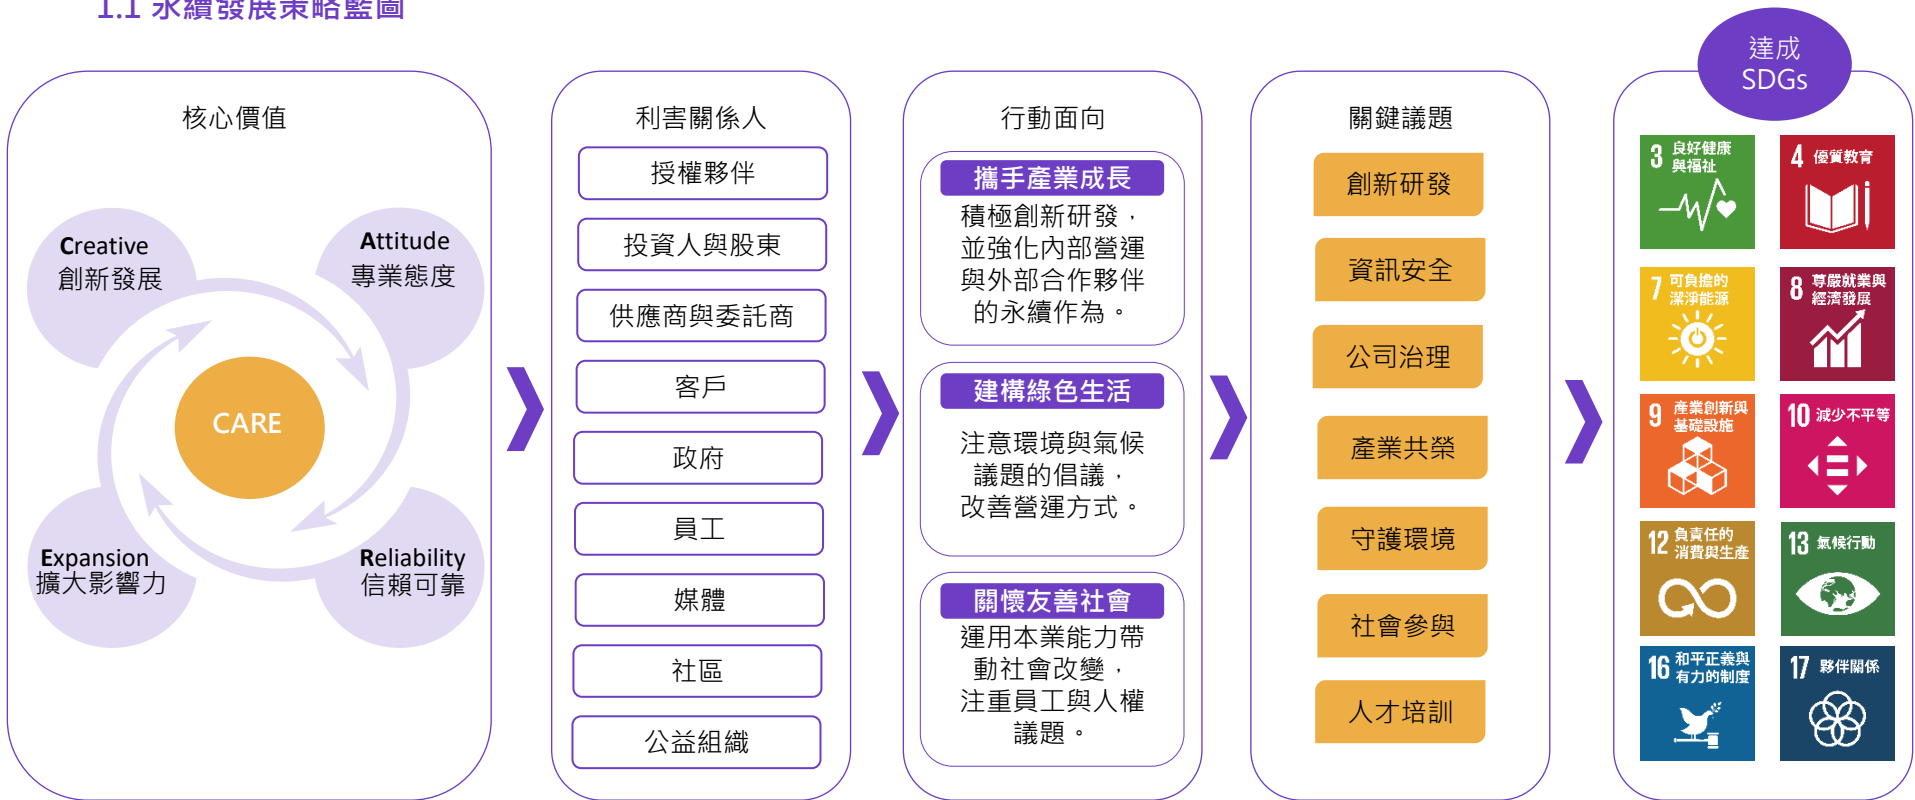 1.1 永續發展策略藍圖
核心價值
Creative
創新發展
Attitude
專業態度
CARE
Expansion
擴大影響力
Reliability
信賴可靠
利害關係人
授權夥伴
投資人與股東
供應商與委託商
客戶
政府
員工
媒體
社區
公益組織
行動面向
攜手產業成長
積極創新研發，
並強化內部營運
與外部合作夥伴
的永續作為。
建構綠色生活
注意環境與氣候
議題的倡議，
改善營運方式。
關懷友善社會
運用本業能力帶
動社會改變，
注重員工與人權
議題。
關鍵議題
創新研發
資訊安全
公司治理
產業共榮
守護環境
社會參與
人才培訓
達成
SDGs
3 良好健康
與福祉
4 優質教育
7 可負擔的
潔淨能源
8 尊嚴就業與
經濟發展
9 產業創新與
基礎設施
10 減少不平等
12 負責任的
消費與生產
13 氣候行動
16 和平正義與
有力的制度
17 夥伴關係